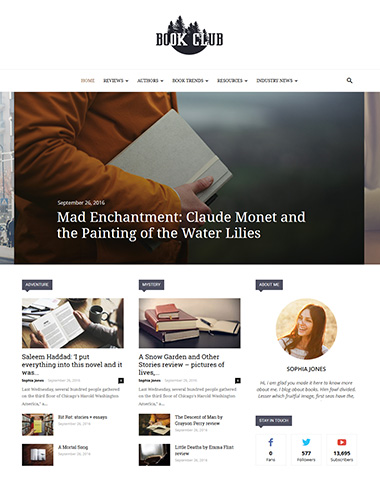 BOOK CLUB
HOME REVIEWS AUTHORS BOOK TRENDS RESOURCES INDUSTRY NEWS
September 26, 2016
Mad Enchantment: Claude Monet and
the Painting of the Water Lilies
ADVENTURE
Saleem Haddad: 'I put
everything into this novel and it
was...
Sophia Jones - September 26, 2016
Last Wednesday, several hundred people gathered
on the third floor of Chicago's Harold Washington
America," a...
Ed Rei: stories + essays
September 26, 2016
A Mortal Song
September 26, 2016
MYSTERY
A Snow Garden and Other
Stories review – pictures of
lives,...
Sophia Jones - September 26, 2016
Last Wednesday, several hundred people gathered
on the third floor of Chicago's Harold Washington
America," a...
The Descent of Man by
Grayson Perry review
September 26, 2016
Little Deaths by Emma Flint
review
September 26, 2016
ABOUT ME
SOPHIA JONES
Hi, I am glad you made it here to know more
about me. I blog about books. Him foel divided.
Lesser which fruitful image, first seas have the,
STAY IN TOUCH
0
Fans
577
Followers
13,695
Subscribers